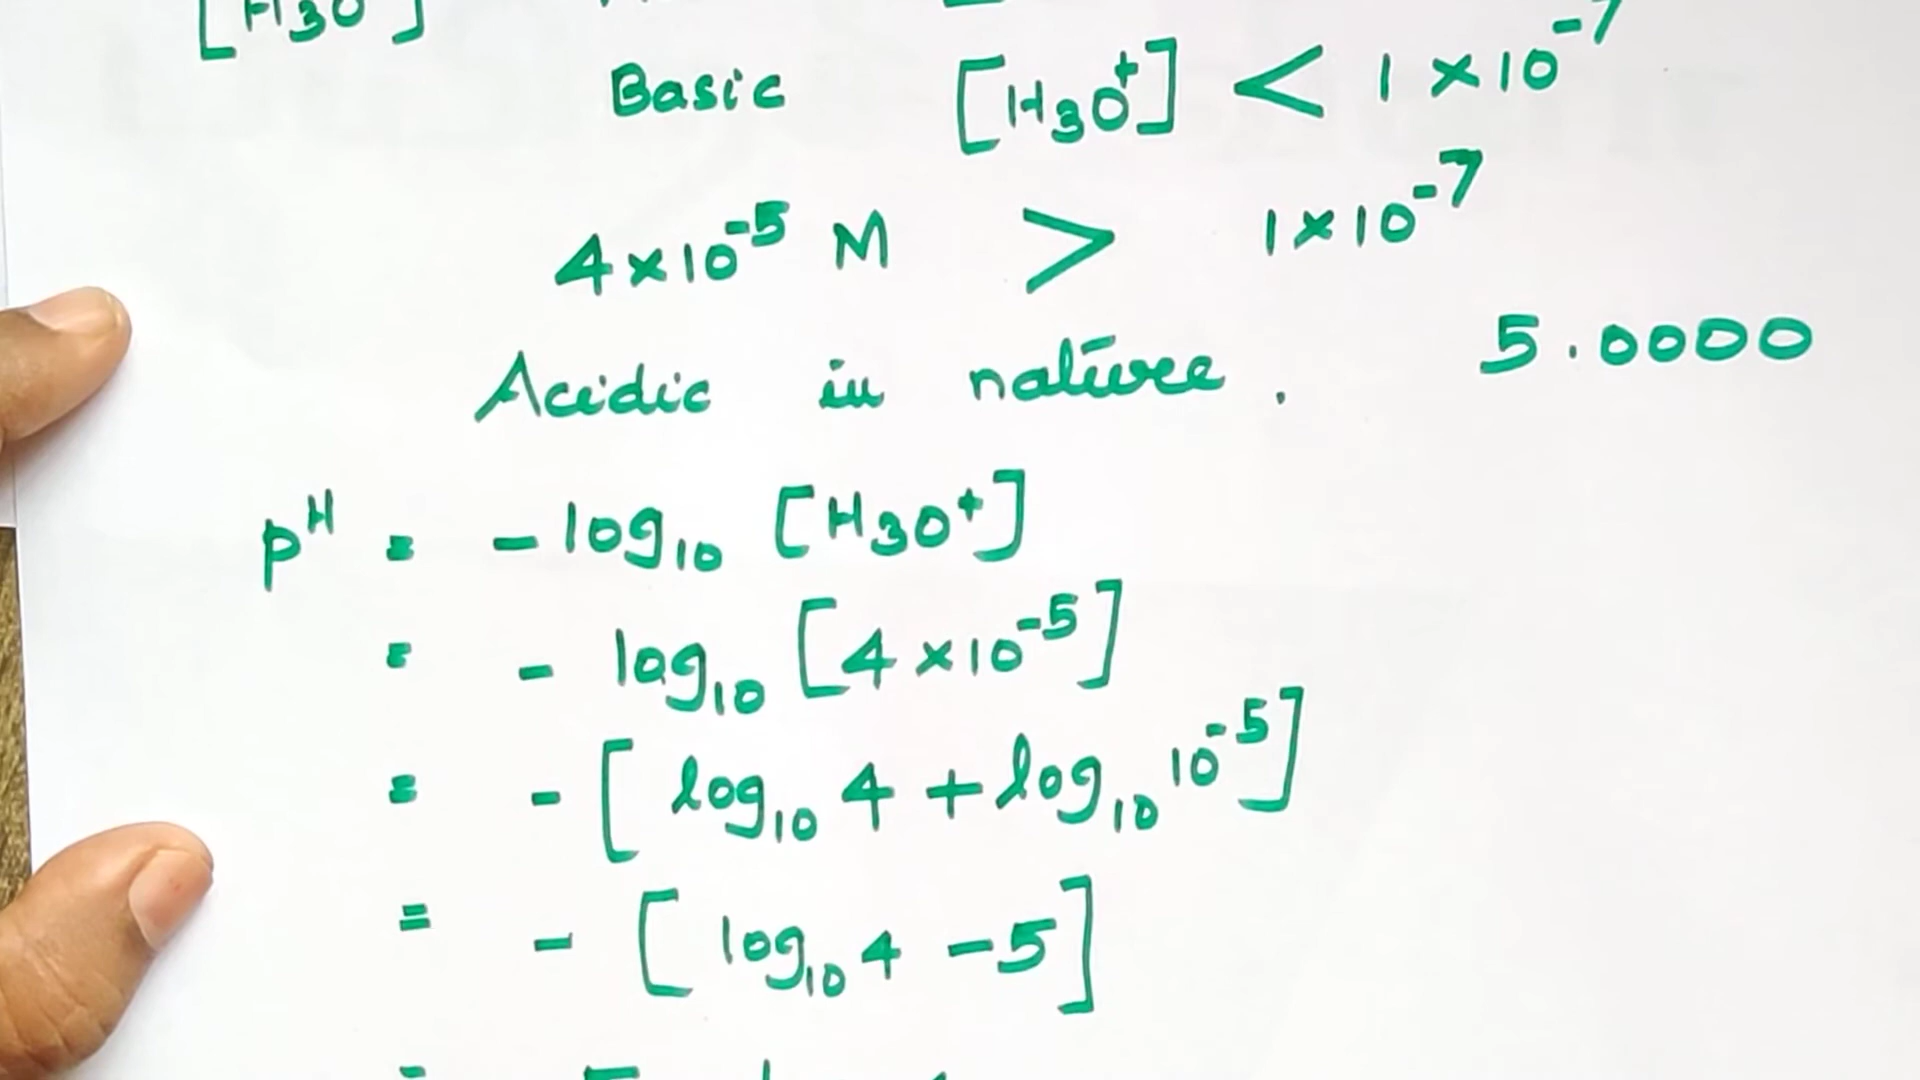 [H3O]
Basic [H₃O⁺] < 1 × 10⁻⁷
4×10⁻⁵ M > 1×10⁻⁷
Acidic in nature. 5.0000
pᴴ = - log₁₀ [H₃O⁺]
= - log₁₀ [4 ×10⁻⁵]
= - [log₁₀ 4 + log₁₀ 10⁻⁵]
= - [log₁₀ 4 - 5]